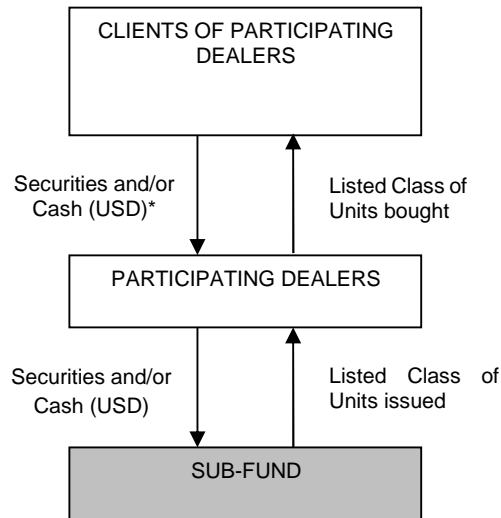 CLIENTS OF PARTICIPATING
DEALERS
Securities and/or
Cash (USD)*
Listed Class of
Units bought
PARTICIPATING DEALERS
Securities and/or
Cash (USD)
Listed Class of
Units issued
SUB-FUND